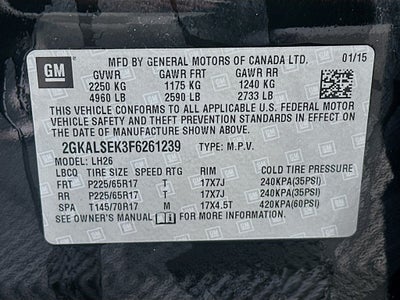 GM
MFD BY GENERAL MOTORS OF CANADA LTD. 01/15
GVWR GAWR FRT GAWR RR
2250 KG 1175 KG 1240 KG
4960 LB 2590 LB 2733 LB
THIS VEHICLE CONFORMS TO ALL APPLICABLE U.S. FEDERAL MOTOR
VEHICLE SAFETY AND THEFT PREVENTION STANDARDS IN EFFECT
ON THE DATE OF MANUFACTURE SHOWN ABOVE.
2GKALSEK3F6261239 TYPE: M.P.V.
MODEL: LH26
LBCQ TIRE SIZE SPEED RTG RIM COLD TIRE PRESSURE
FRT P225/65R17 T 17X7J 240KPA(35PSI)
RR P225/65R17 T 17X7J 240KPA(35PSI)
SPA T145/70R17 M 17X4.5T 420KPA(60PSI)
SEE OWNER'S MANUAL FOR MORE INFORMATION.